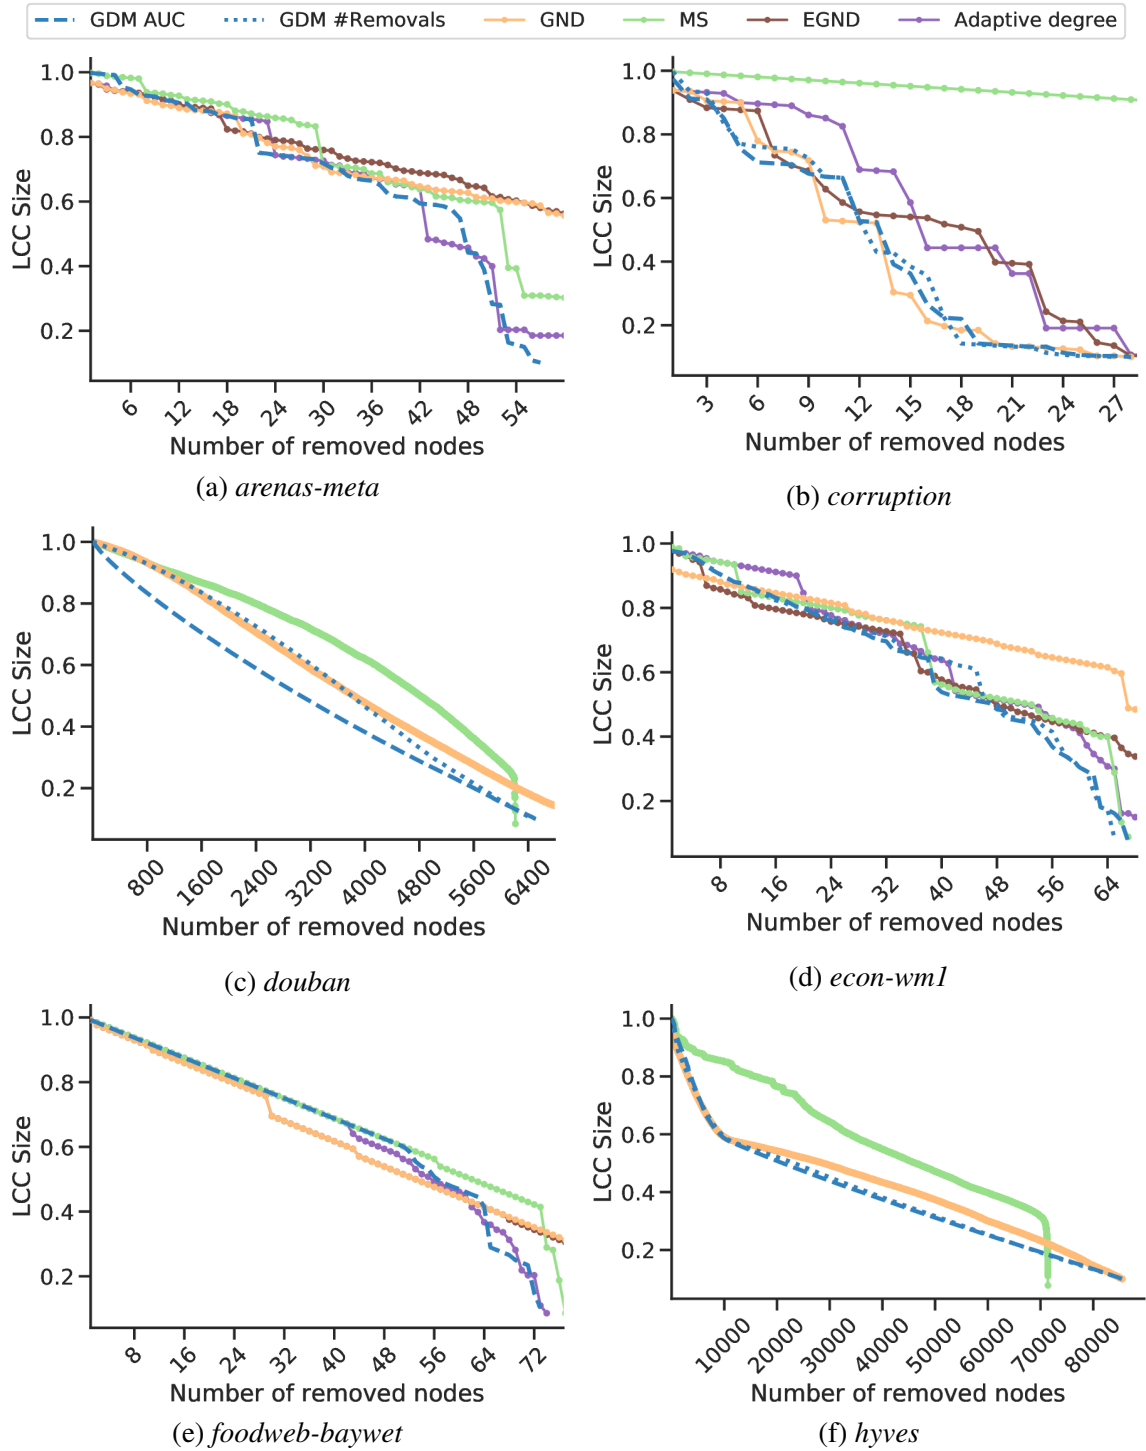 GDM AUC GDM #Removals GND MS EGND Adaptive degree
1.0
0.8
0.6
0.4
0.2
LCC Size
6 12 18 24 30 36 42 48 54
Number of removed nodes
(a) arenas-meta
1.0
0.8
0.6
0.4
0.2
LCC Size
3 6 9 12 15 18 21 24 27
Number of removed nodes
(b) corruption
1.0
0.8
0.6
0.4
0.2
LCC Size
800 1600 2400 3200 4000 4800 5600 6400
Number of removed nodes
(c) douban
1.0
0.8
0.6
0.4
0.2
LCC Size
8 16 24 32 40 48 56 64
Number of removed nodes
(d) econ-wm1
1.0
0.8
0.6
0.4
0.2
LCC Size
8 16 24 32 40 48 56 64 72
Number of removed nodes
(e) foodweb-baywet
1.0
0.8
0.6
0.4
0.2
LCC Size
10000 20000 30000 40000 50000 60000 70000 80000
Number of removed nodes
(f) hyves